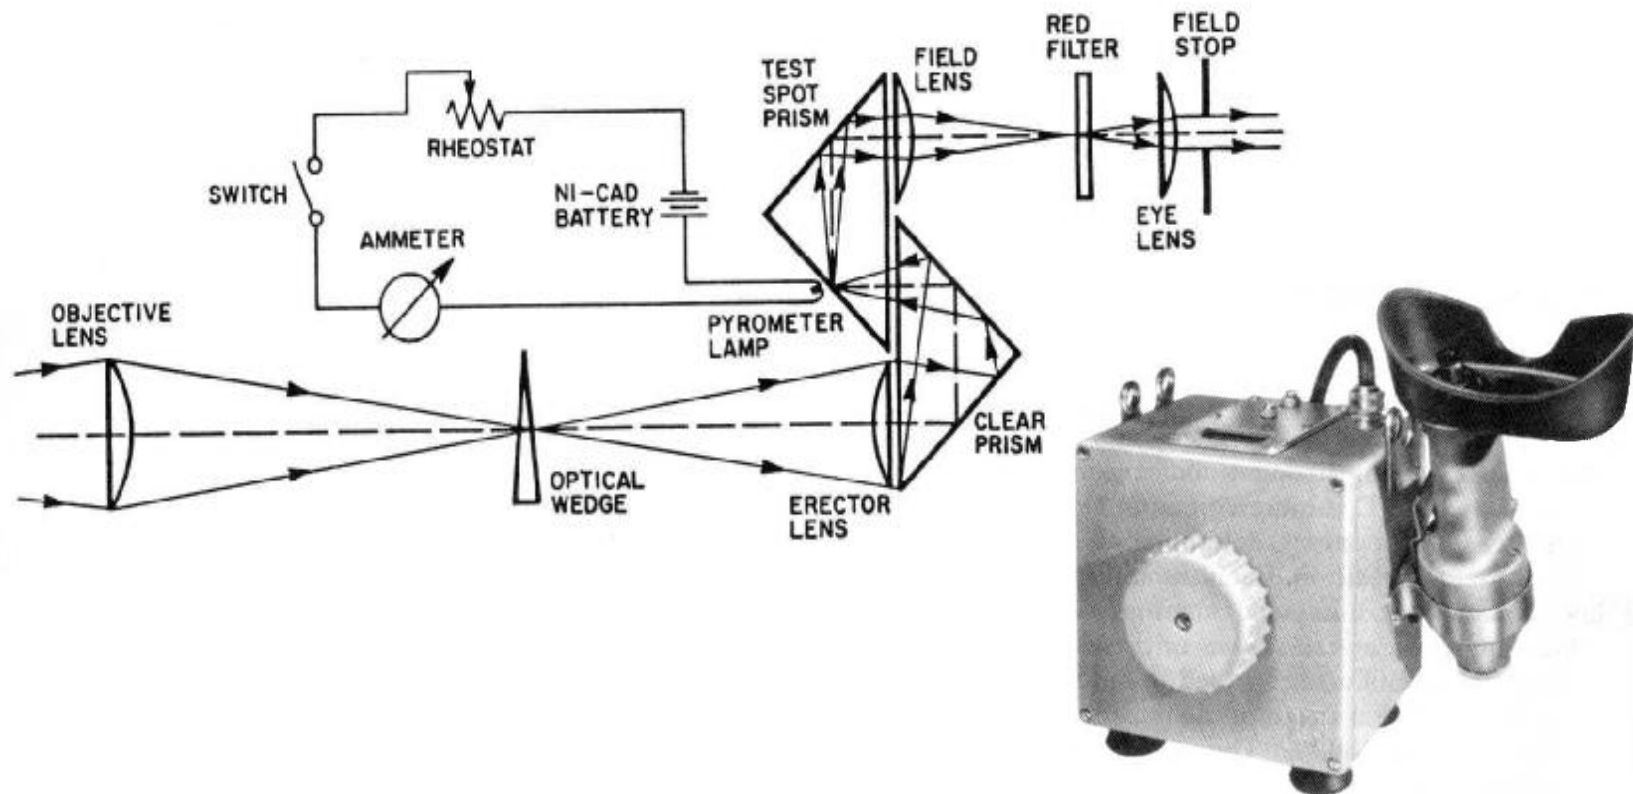 RED
FILTER
FIELD
STOP
FIELD
LENS
TEST
SPOT
PRISM
RHEOSTAT
SWITCH
NI-CAD
BATTERY
EYE
LENS
AMMETER
OBJECTIVE
LENS
PYROMETER
LAMP
CLEAR
PRISM
OPTICAL
WEDGE
ERECTOR
LENS